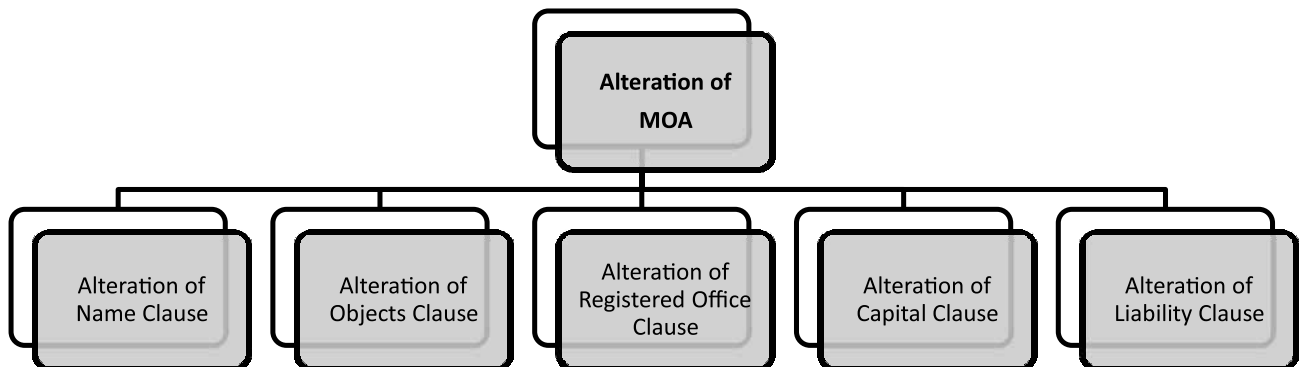 Alteration of
MOA
Alteration of
Name Clause
Alteration of
Objects Clause
Alteration of
Registered Office
Clause
Alteration of
Capital Clause
Alteration of
Liability Clause